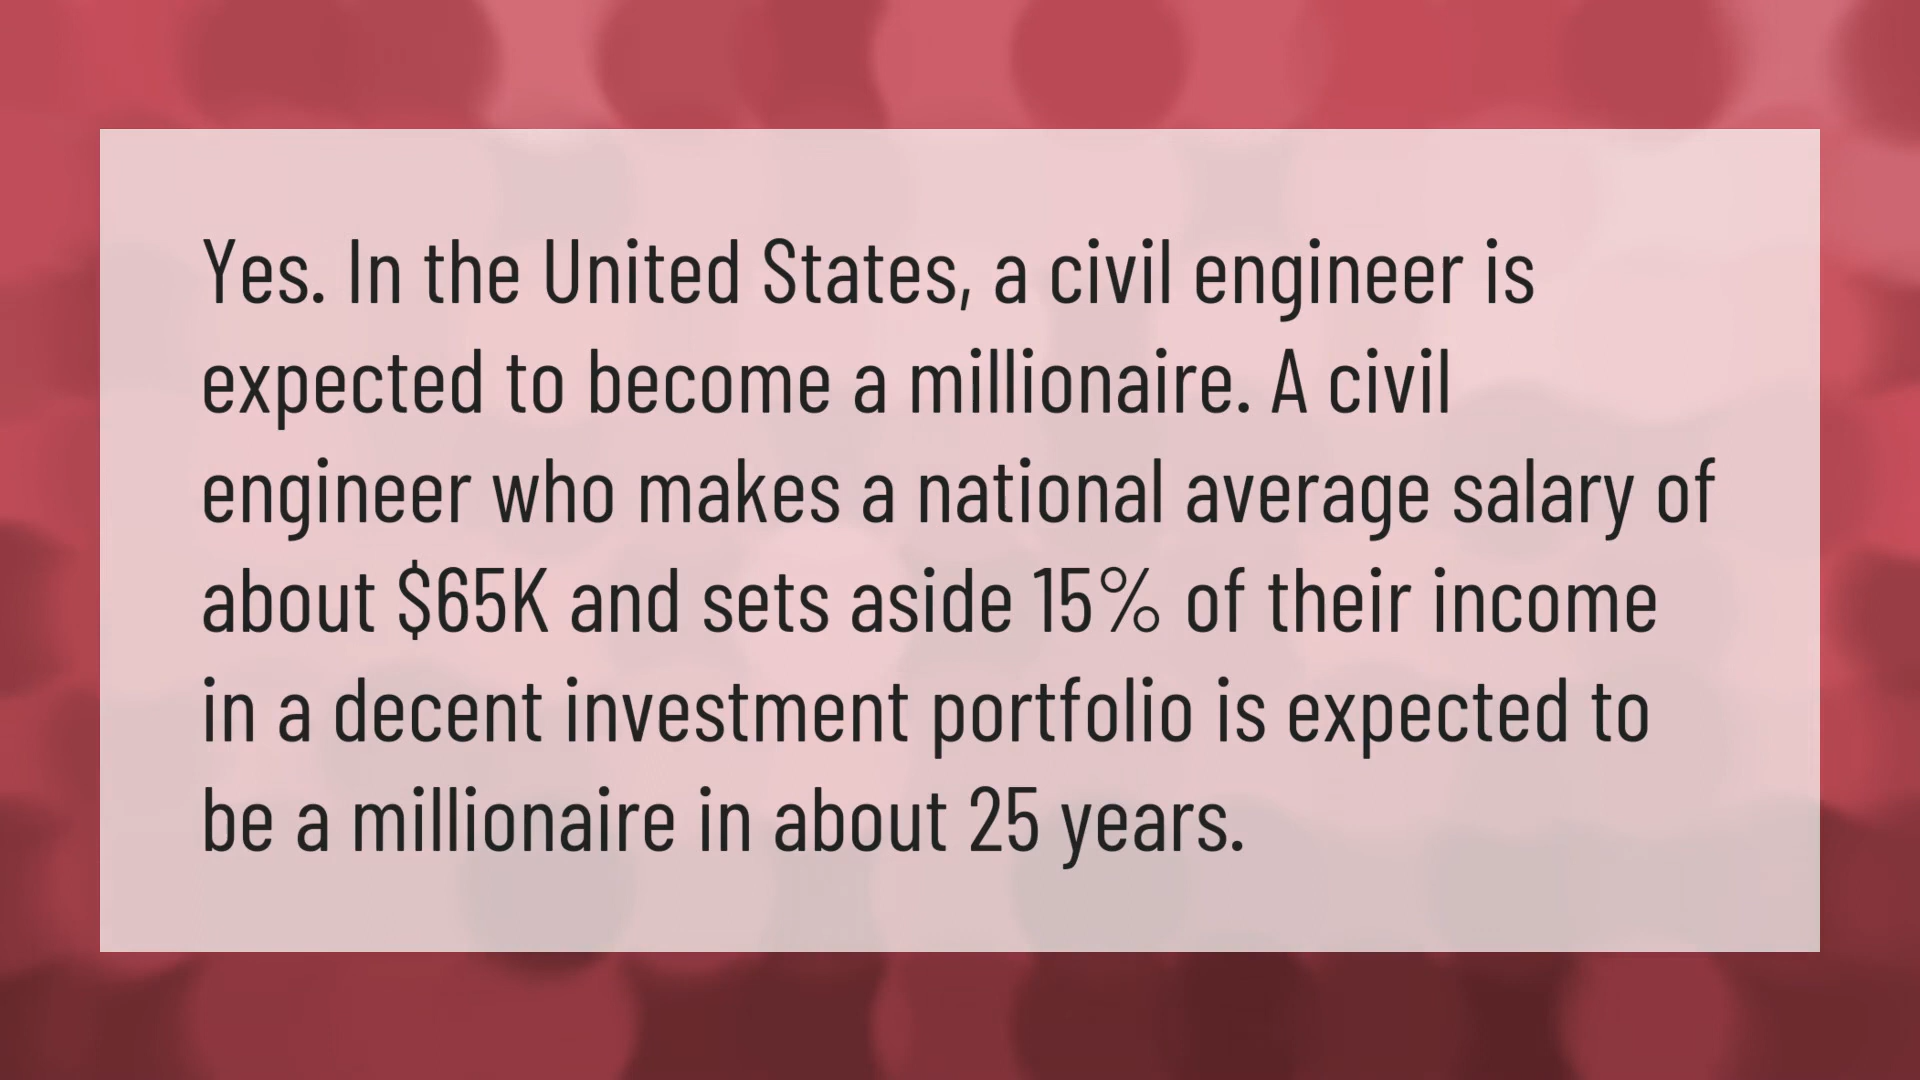 Yes. In the United States, a civil engineer is
expected to become a millionaire. A civil
engineer who makes a national average salary of
about $65K and sets aside 15% of their income
in a decent investment portfolio is expected to
be a millionaire in about 25 years.